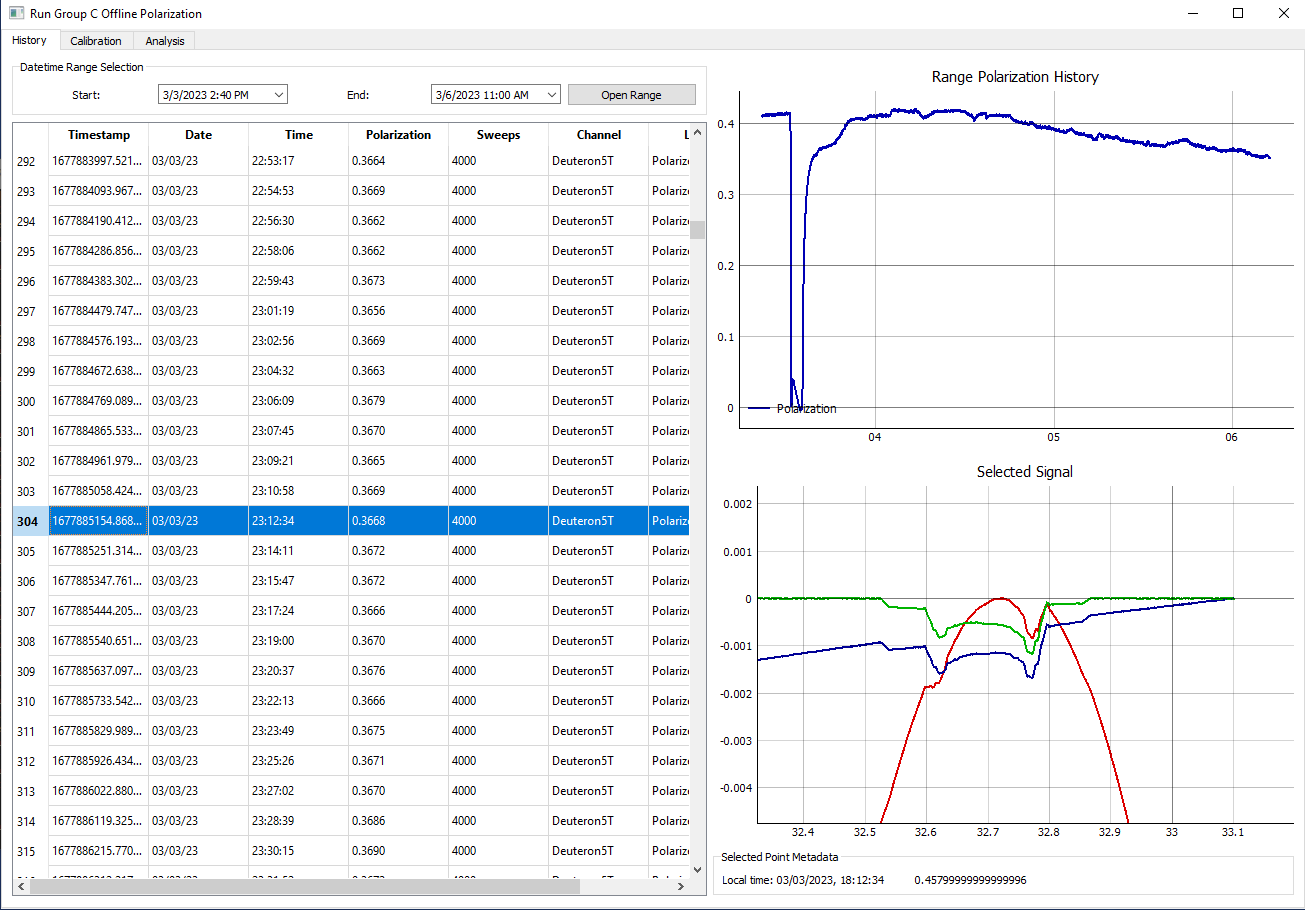 Run Group C Offline Polarization
History Calibration Analysis
Datetime Range Selection
Start: 3/3/2023 2:40 PM End: 3/6/2023 11:00 AM Open Range
Timestamp Date Time Polarization Sweeps Channel L
292 1677883997.521... 03/03/23 22:53:17 0.3664 4000 Deuteron5T Polariz
293 1677884093.967... 03/03/23 22:54:53 0.3669 4000 Deuteron5T Polariz
294 1677884190.412... 03/03/23 22:56:30 0.3662 4000 Deuteron5T Polariz
295 1677884286.856... 03/03/23 22:58:06 0.3662 4000 Deuteron5T Polariz
296 1677884383.302... 03/03/23 22:59:43 0.3673 4000 Deuteron5T Polariz
297 1677884479.747... 03/03/23 23:01:19 0.3656 4000 Deuteron5T Polariz
298 1677884576.193... 03/03/23 23:02:56 0.3669 4000 Deuteron5T Polariz
299 1677884672.638... 03/03/23 23:04:32 0.3663 4000 Deuteron5T Polariz
300 1677884769.089... 03/03/23 23:06:09 0.3679 4000 Deuteron5T Polariz
301 1677884865.533... 03/03/23 23:07:45 0.3670 4000 Deuteron5T Polariz
302 1677884961.979... 03/03/23 23:09:21 0.3665 4000 Deuteron5T Polariz
303 1677885058.424... 03/03/23 23:10:58 0.3669 4000 Deuteron5T Polariz
304 1677885154.868... 03/03/23 23:12:34 0.3668 4000 Deuteron5T Polariz
305 1677885251.314... 03/03/23 23:14:11 0.3672 4000 Deuteron5T Polariz
306 1677885347.761... 03/03/23 23:15:47 0.3672 4000 Deuteron5T Polariz
307 1677885444.205... 03/03/23 23:17:24 0.3666 4000 Deuteron5T Polariz
308 1677885540.651... 03/03/23 23:19:00 0.3670 4000 Deuteron5T Polariz
309 1677885637.097... 03/03/23 23:20:37 0.3676 4000 Deuteron5T Polariz
310 1677885733.542... 03/03/23 23:22:13 0.3666 4000 Deuteron5T Polariz
311 1677885829.989... 03/03/23 23:23:49 0.3675 4000 Deuteron5T Polariz
312 1677885926.434... 03/03/23 23:25:26 0.3671 4000 Deuteron5T Polariz
313 1677886022.880... 03/03/23 23:27:02 0.3670 4000 Deuteron5T Polariz
314 1677886119.325... 03/03/23 23:28:39 0.3686 4000 Deuteron5T Polariz
315 1677886215.770... 03/03/23 23:30:15 0.3690 4000 Deuteron5T Polariz
Range Polarization History
0.4
0.3
0.2
0.1
0
Polarization
04 05 06
Selected Signal
0.002
0.001
0
-0.001
-0.002
-0.003
-0.004
32.4 32.5 32.6 32.7 32.8 32.9 33 33.1
Selected Point Metadata
Local time: 03/03/2023, 18:12:34 0.45799999999999996